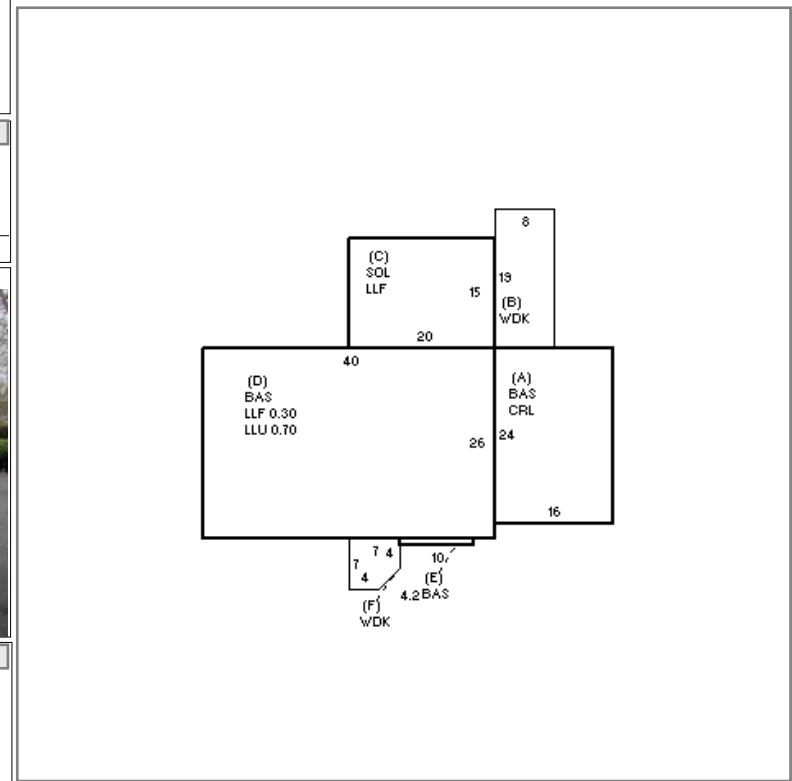 8
(C)
SOL
LLF
19
15
(B)
WDK
20
40
(D)
BAS
LLF 0.30
LLU 0.70
(A)
BAS
CRL
26
24
16
7 4
10
7
4
(E)
4.2 BAS
(F)
WDK